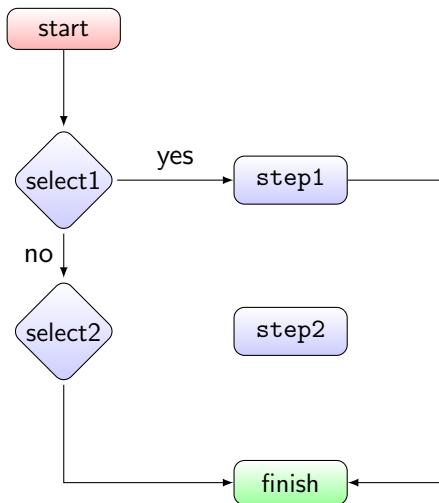 start
yes
select1
step1
no
select2
step2
finish